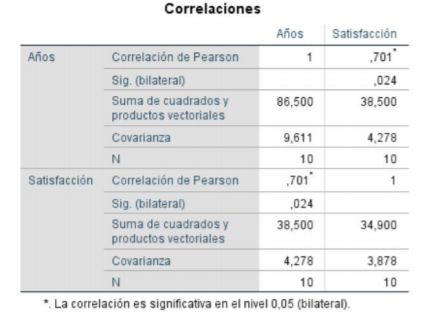 Correlaciones
Años Satisfacción
Años Correlación de Pearson 1 ,701*
Sig. (bilateral) ,024
Suma de cuadrados y productos vectoriales 86,500 38,500
Covarianza 9,611 4,278
N 10 10
Satisfacción Correlación de Pearson ,701* 1
Sig. (bilateral) ,024
Suma de cuadrados y productos vectoriales 38,500 34,900
Covarianza 4,278 3,878
N 10 10
*. La correlación es significativa en el nivel 0,05 (bilateral).